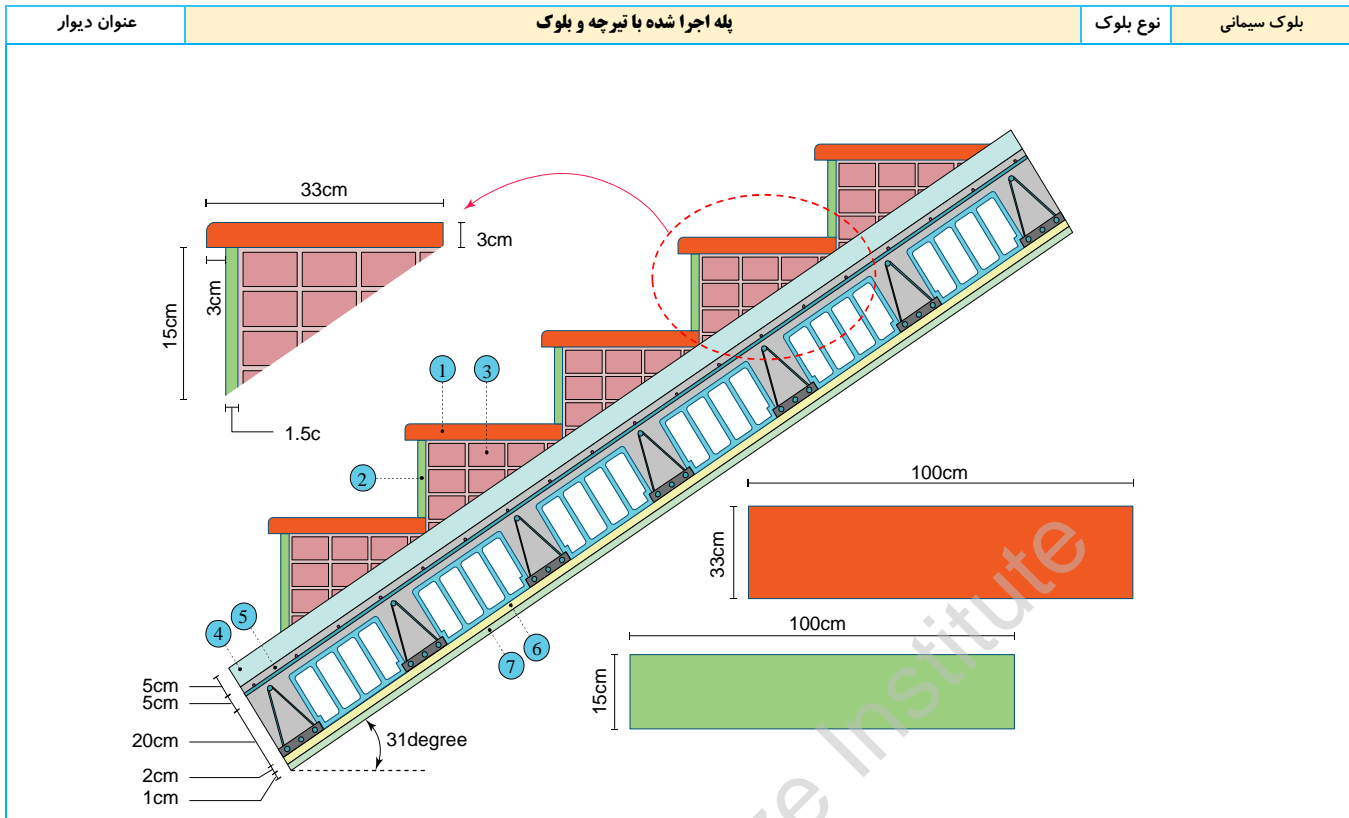 عنوان دیوار
پله اجرا شده با تیرچه و بلوک
نوع بلوک
بلوک سیمانی
33cm
3cm
3cm
15cm
1.5c
1
3
2
4
5
6
7
5cm
5cm
20cm
2cm
1cm
31degree
100cm
33cm
100cm
15cm
re Institute